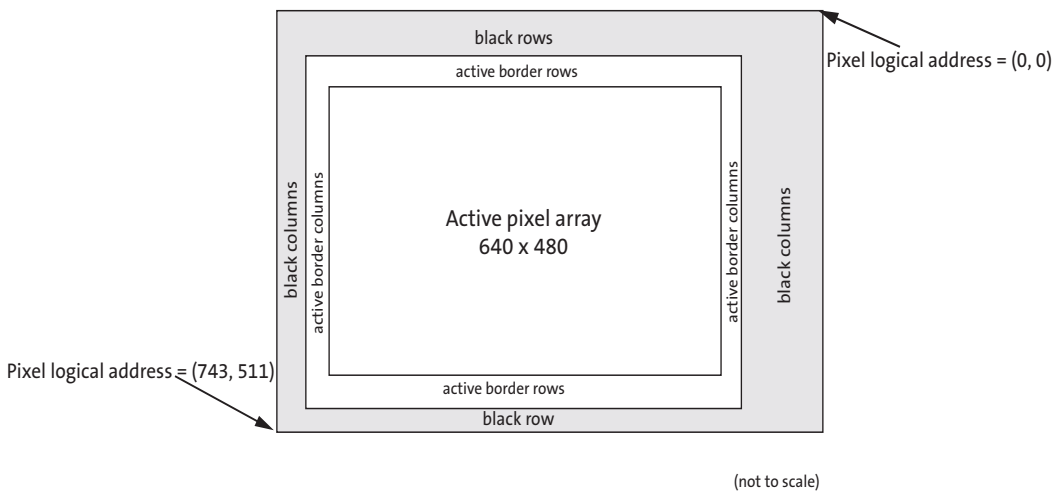 black rows
Pixel logical address = (0, 0)
active border rows
black columns
active border columns
Active pixel array
640 x 480
active border columns
black columns
Pixel logical address = (743, 511)
active border rows
black row
(not to scale)